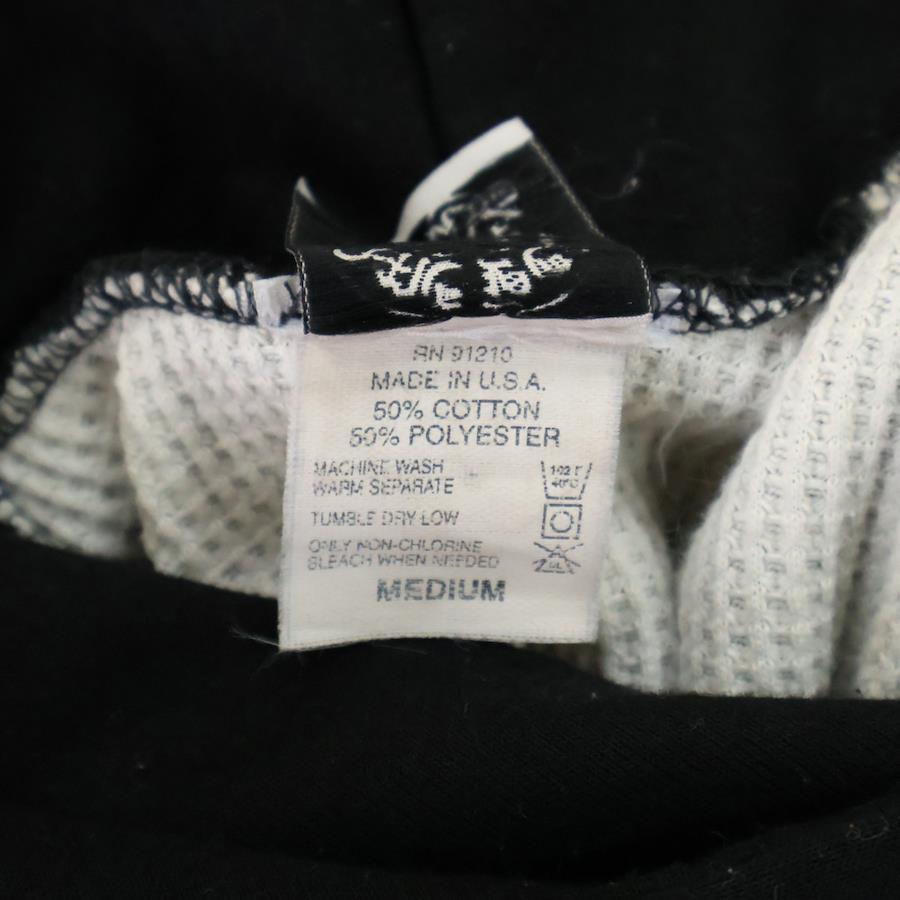 RN 91210
MADE IN U.S.A.
50% COTTON
50% POLYESTER
MACHINE WASH
WARM SEPARATE
TUMBLE DRY LOW
ONLY NON-CHLORINE
BLEACH WHEN NEEDED
MEDIUM